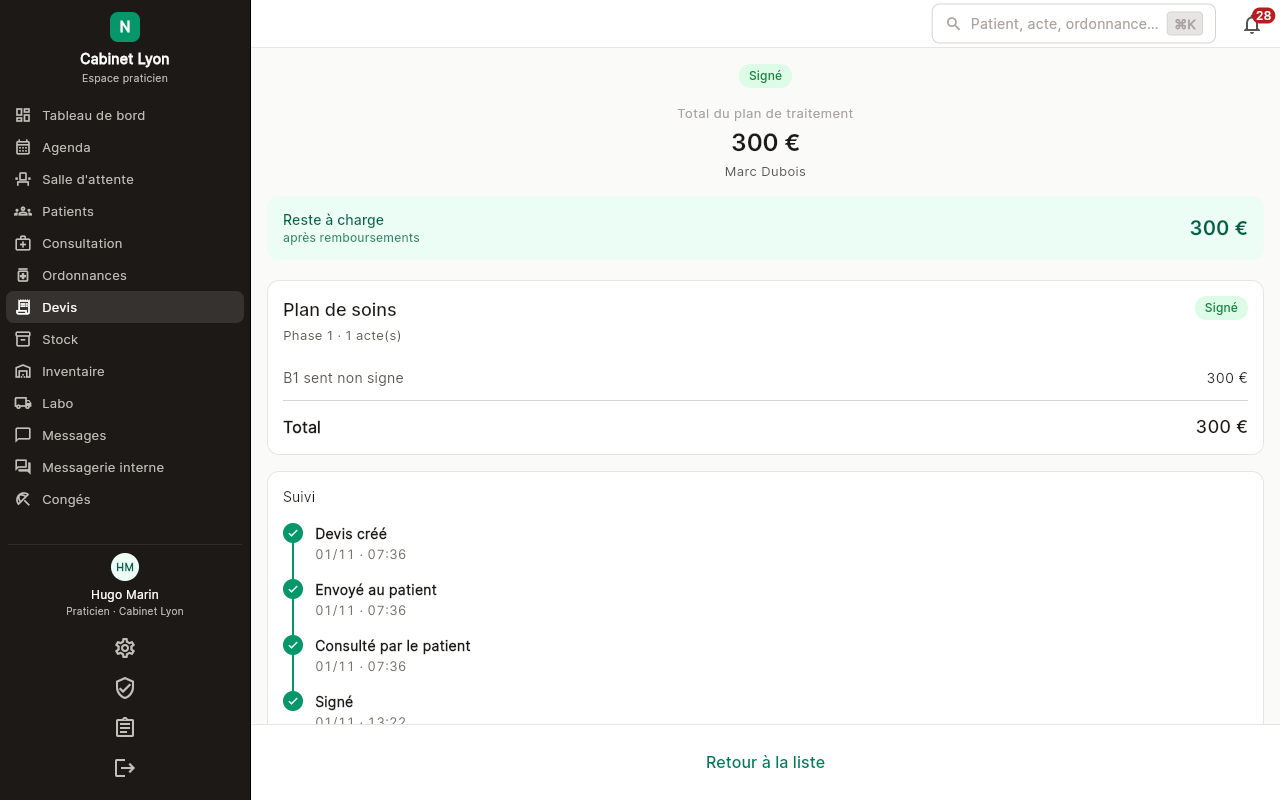 N
Cabinet Lyon
Espace praticien
Tableau de bord
Agenda
Salle d'attente
Patients
Consultation
Ordonnances
Devis
Stock
Inventaire
Labo
Messages
Messagerie interne
Congés
HM
Hugo Marin
Praticien · Cabinet Lyon
Patient, acte, ordonnance... ⌘K
28
Signé
Total du plan de traitement
300 €
Marc Dubois
Reste à charge
après remboursements
300 €
Plan de soins
Signé
Phase 1 · 1 acte(s)
B1 sent non signe 300 €
Total 300 €
Suivi
Devis créé
01/11 · 07:36
Envoyé au patient
01/11 · 07:36
Consulté par le patient
01/11 · 07:36
Signé
01/11 · 13:22
Retour à la liste